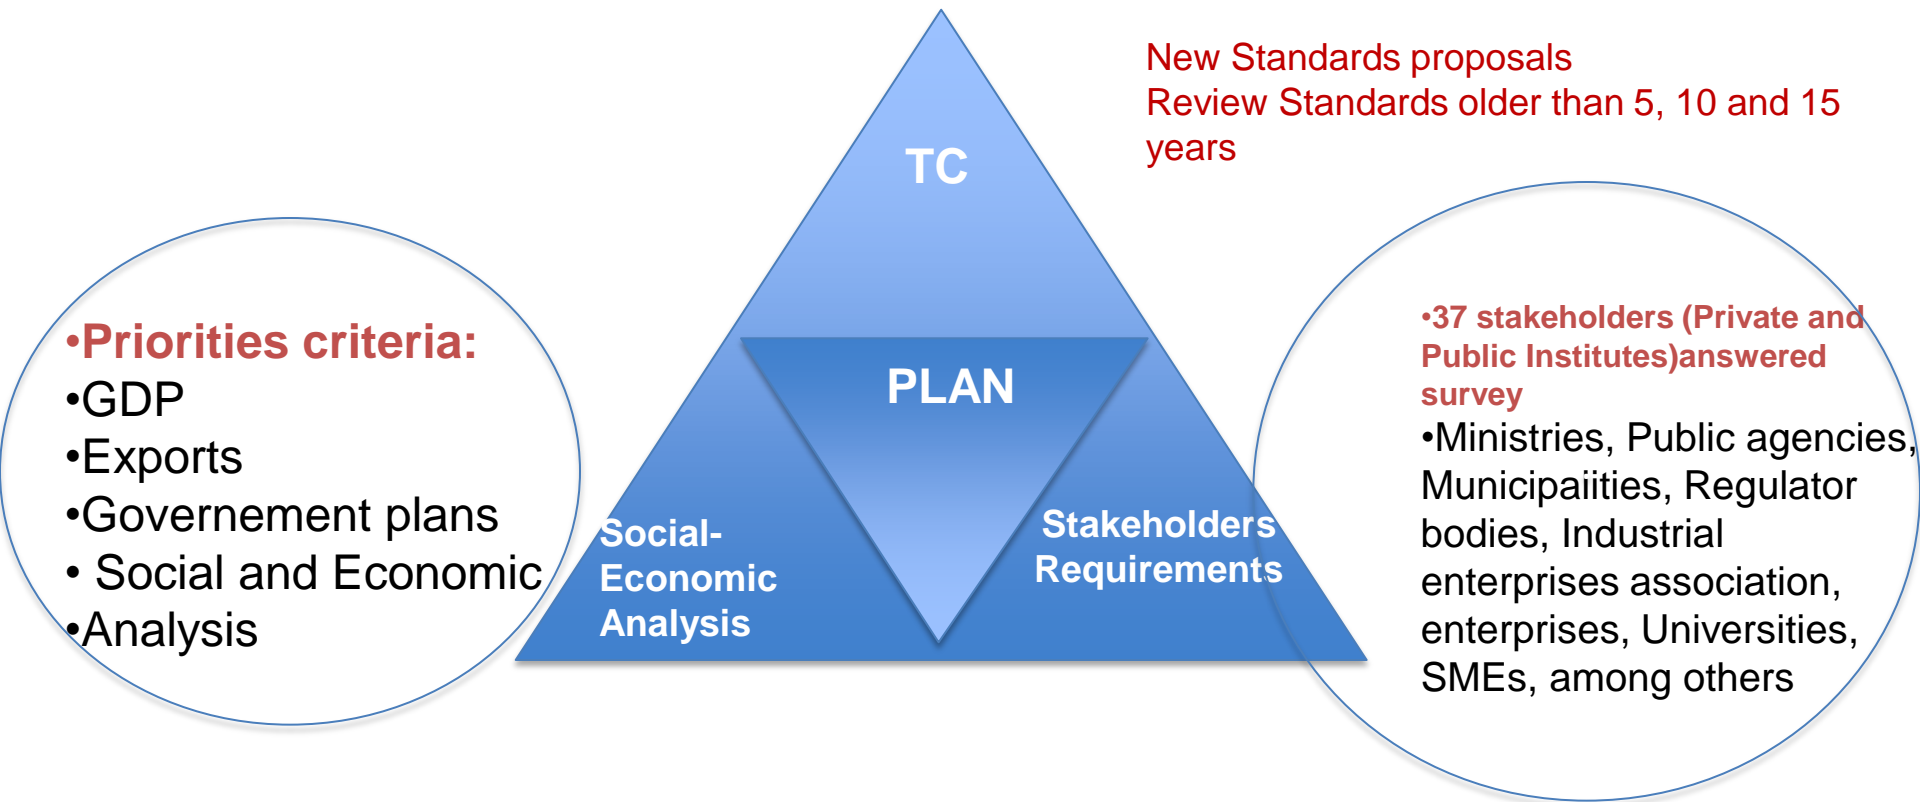 New Standards proposals
Review Standards older than 5, 10 and 15
years
TC
•Priorities criteria:
•GDP
•Exports
•Governement plans
• Social and Economic
•Analysis
PLAN
Social-
Economic
Analysis
Stakeholders
Requirements
•37 stakeholders (Private and
Public Institutes)answered
survey
•Ministries, Public agencies,
Municipaiities, Regulator
bodies, Industrial
enterprises association,
enterprises, Universities,
SMEs, among others